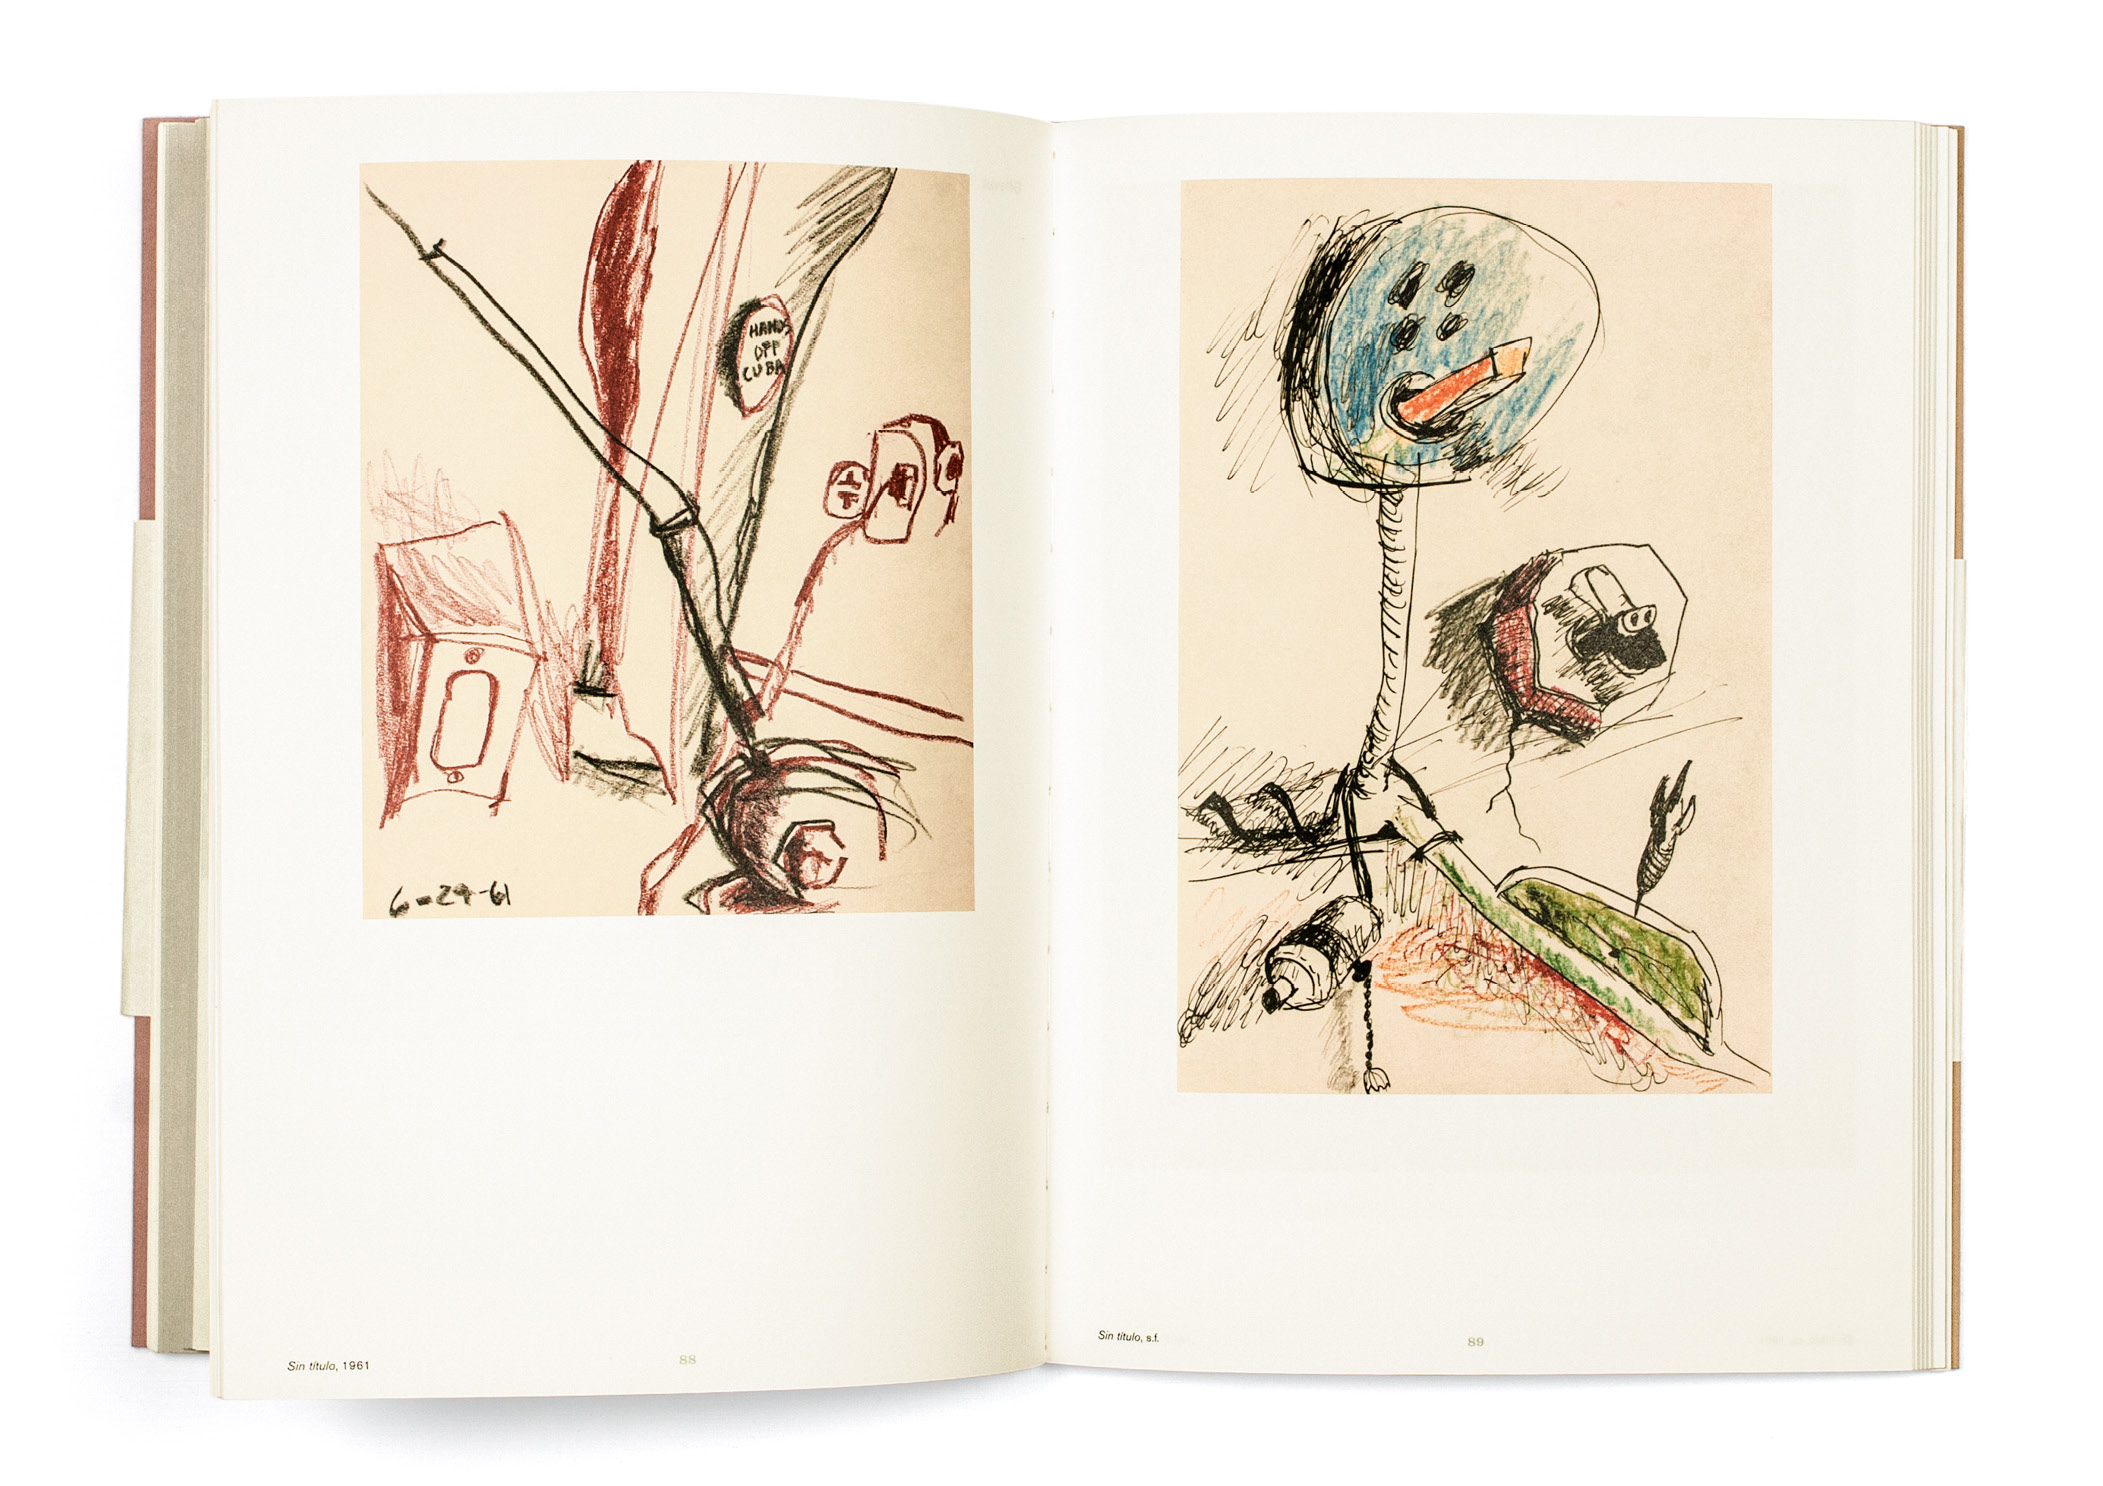 HANDS
OFF
CUBA
6-29-61
Sin título, 1961
88
Sin título, s.f.
89